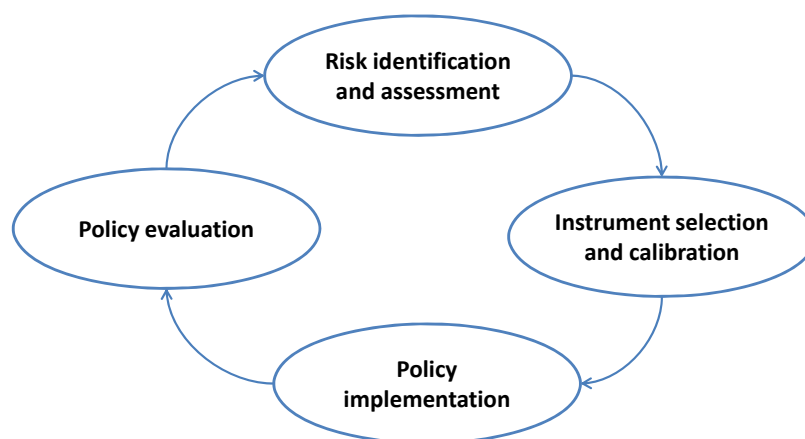 Risk identification
and assessment
Policy evaluation
Instrument selection
and calibration
Policy
implementation